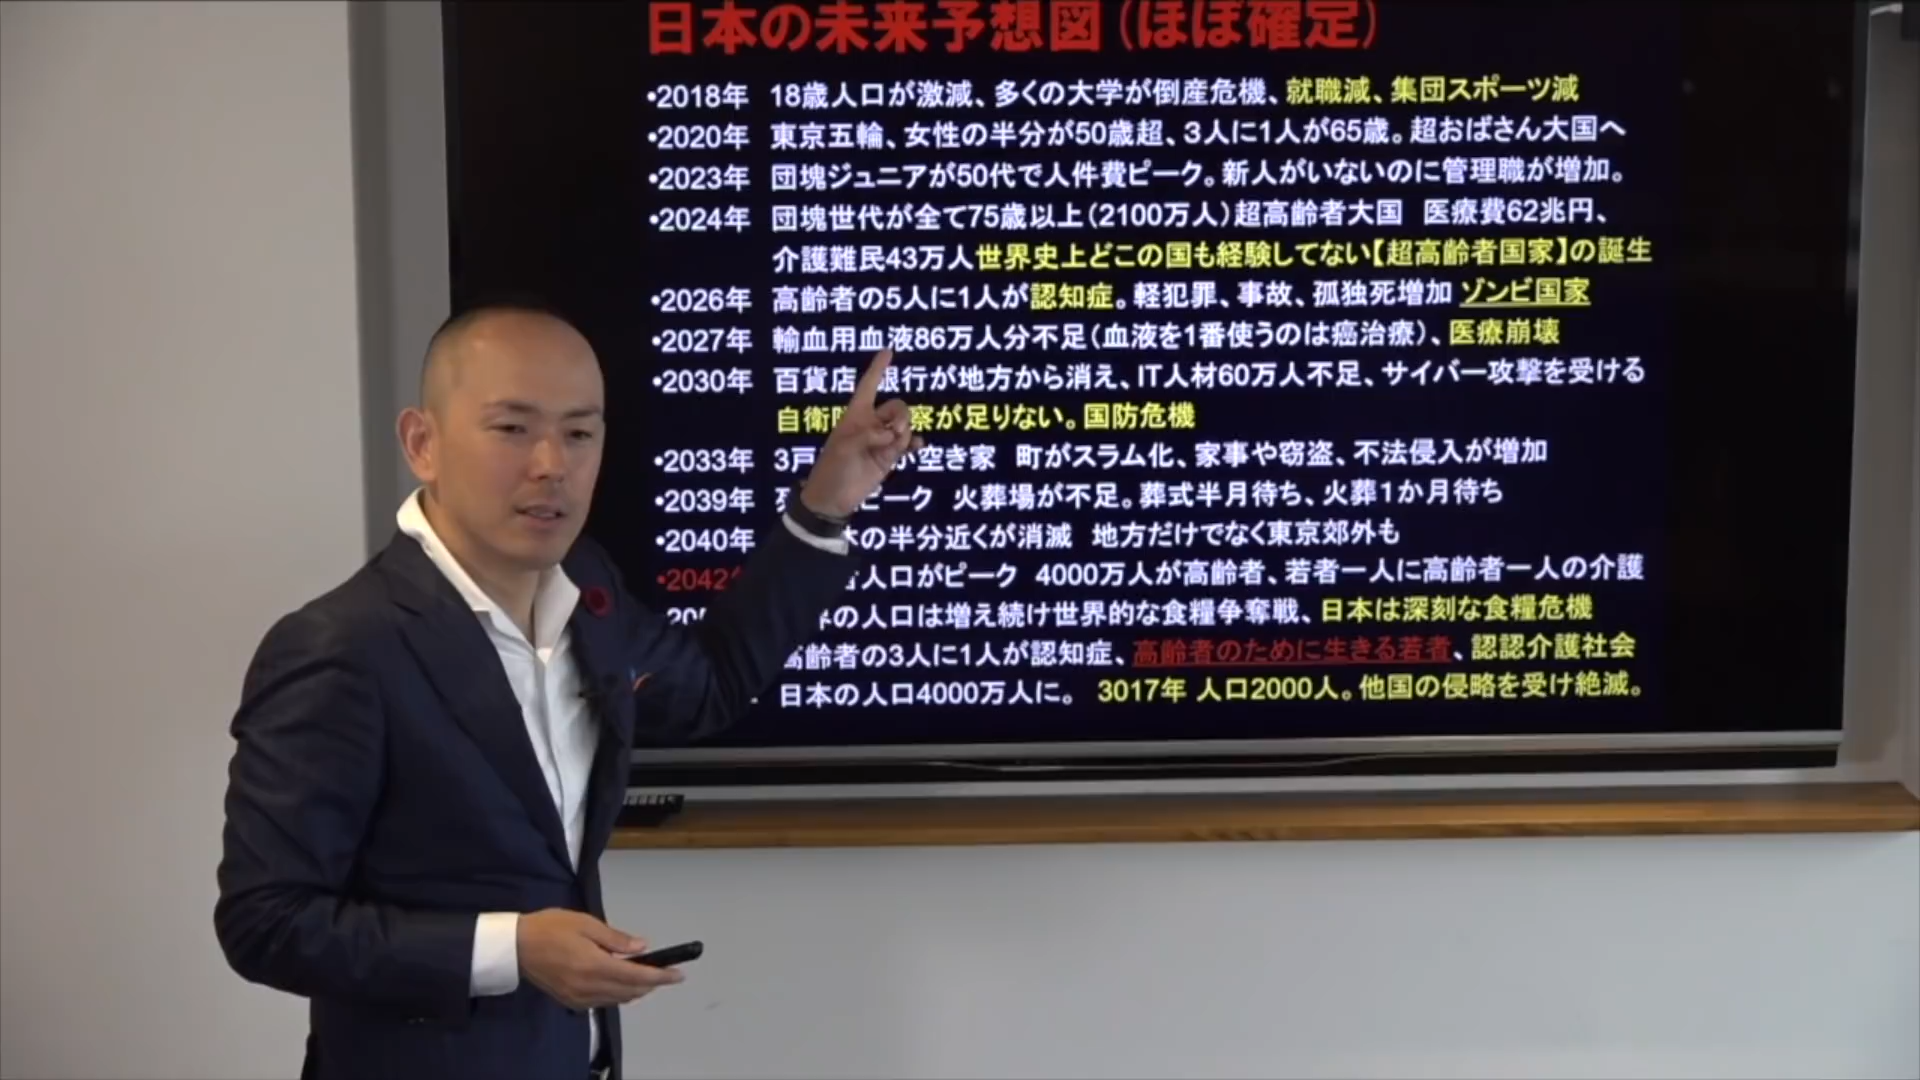 日本の未来予想図(ほぼ確定)
•2018年 18歳人口が激減、多くの大学が倒産危機、就職減、集団スポーツ減
•2020年 東京五輪、女性の半分が50歳超、3人に1人が65歳。超おばさん大国へ
•2023年 団塊ジュニアが50代で人件費ピーク。新人がいないのに管理職が増加。
•2024年 団塊世代が全て75歳以上(2100万人)超高齢者大国 医療費62兆円、
介護難民43万人世界史上どこの国も経験してない【超高齢者国家】の誕生
•2026年 高齢者の5人に1人が認知症。軽犯罪、事故、孤独死増加 ゾンビ国家
•2027年 輸血用血液86万人分不足(血液を1番使うのは癌治療)、医療崩壊
•2030年 百貨店 銀行が地方から消え、IT人材60万人不足、サイバー攻撃を受ける
自衛 察が足りない。国防危機
•2033年 3戸 が空き家 町がスラム化、家事や窃盗、不法侵入が増加
•2039年 ピーク 火葬場が不足。葬式半月待ち、火葬1か月待ち
•2040年 の半分近くが消滅 地方だけでなく東京郊外も
•2042 人口がピーク 4000万人が高齢者、若者一人に高齢者一人の介護
の人口は増え続け世界的な食糧争奪戦、日本は深刻な食糧危機
高齢者の3人に1人が認知症、高齢者のために生きる若者、認認介護社会
日本の人口4000万人に。 3017年 人口2000人。他国の侵略を受け絶滅。